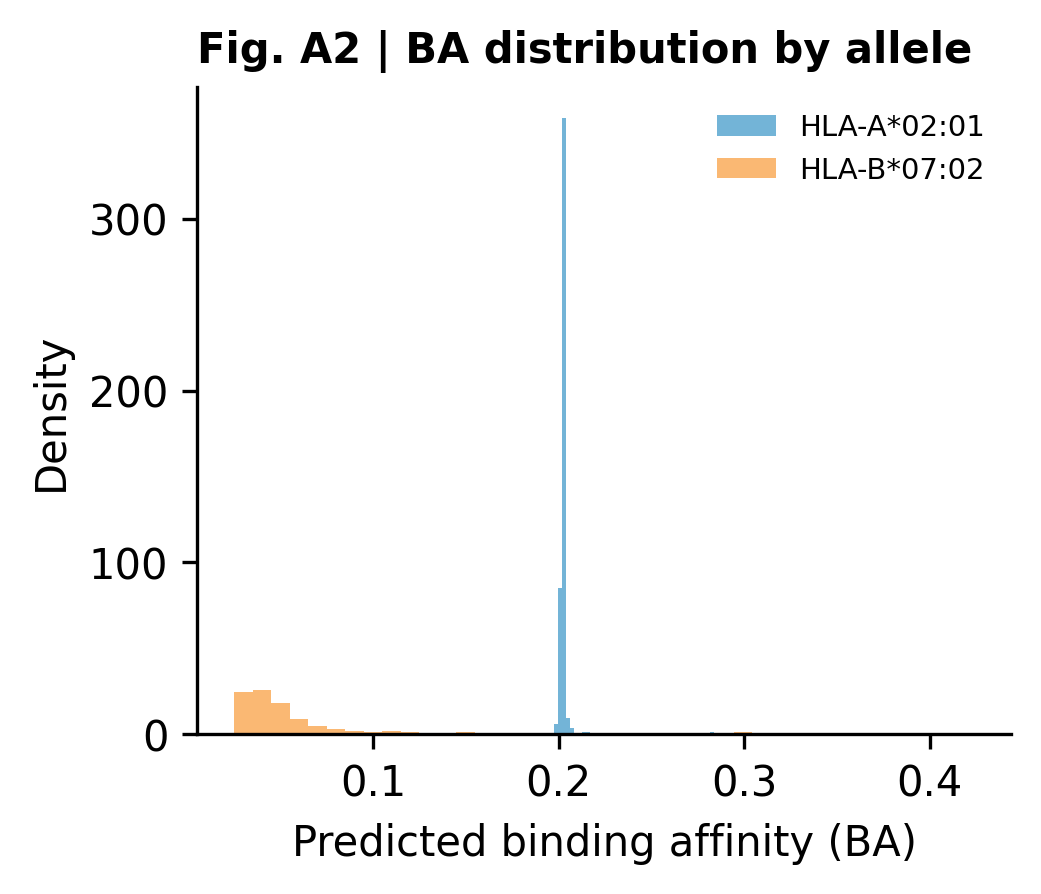 Fig. A2 | BA distribution by allele
HLA-A*02:01
HLA-B*07:02
300
200
100
0
Density
0.1 0.2 0.3 0.4
Predicted binding affinity (BA)